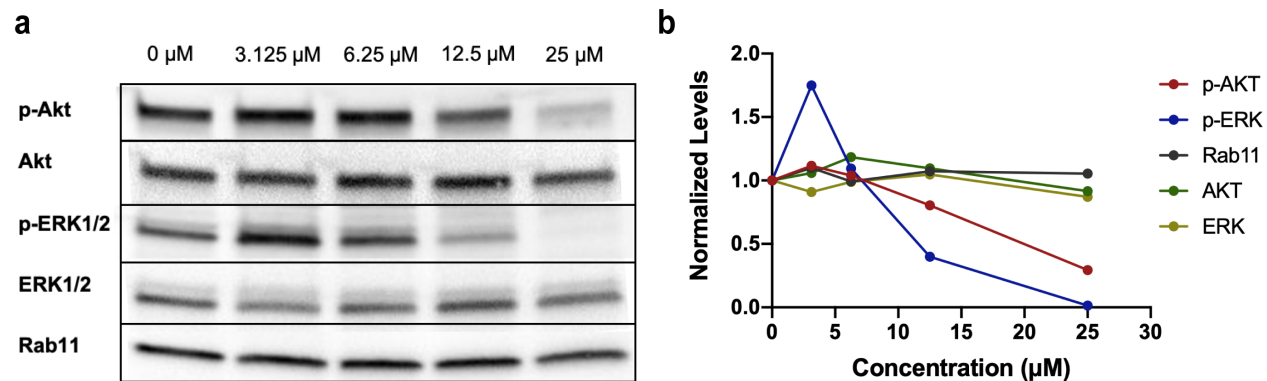 a
0 µM 3.125 µM 6.25 µM 12.5 µM 25 µM
p-Akt
Akt
p-ERK1/2
ERK1/2
Rab11
b
Normalized Levels
2.0
1.5
1.0
0.5
0.0
0 5 10 15 20 25 30
Concentration (µM)
p-AKT
p-ERK
Rab11
AKT
ERK